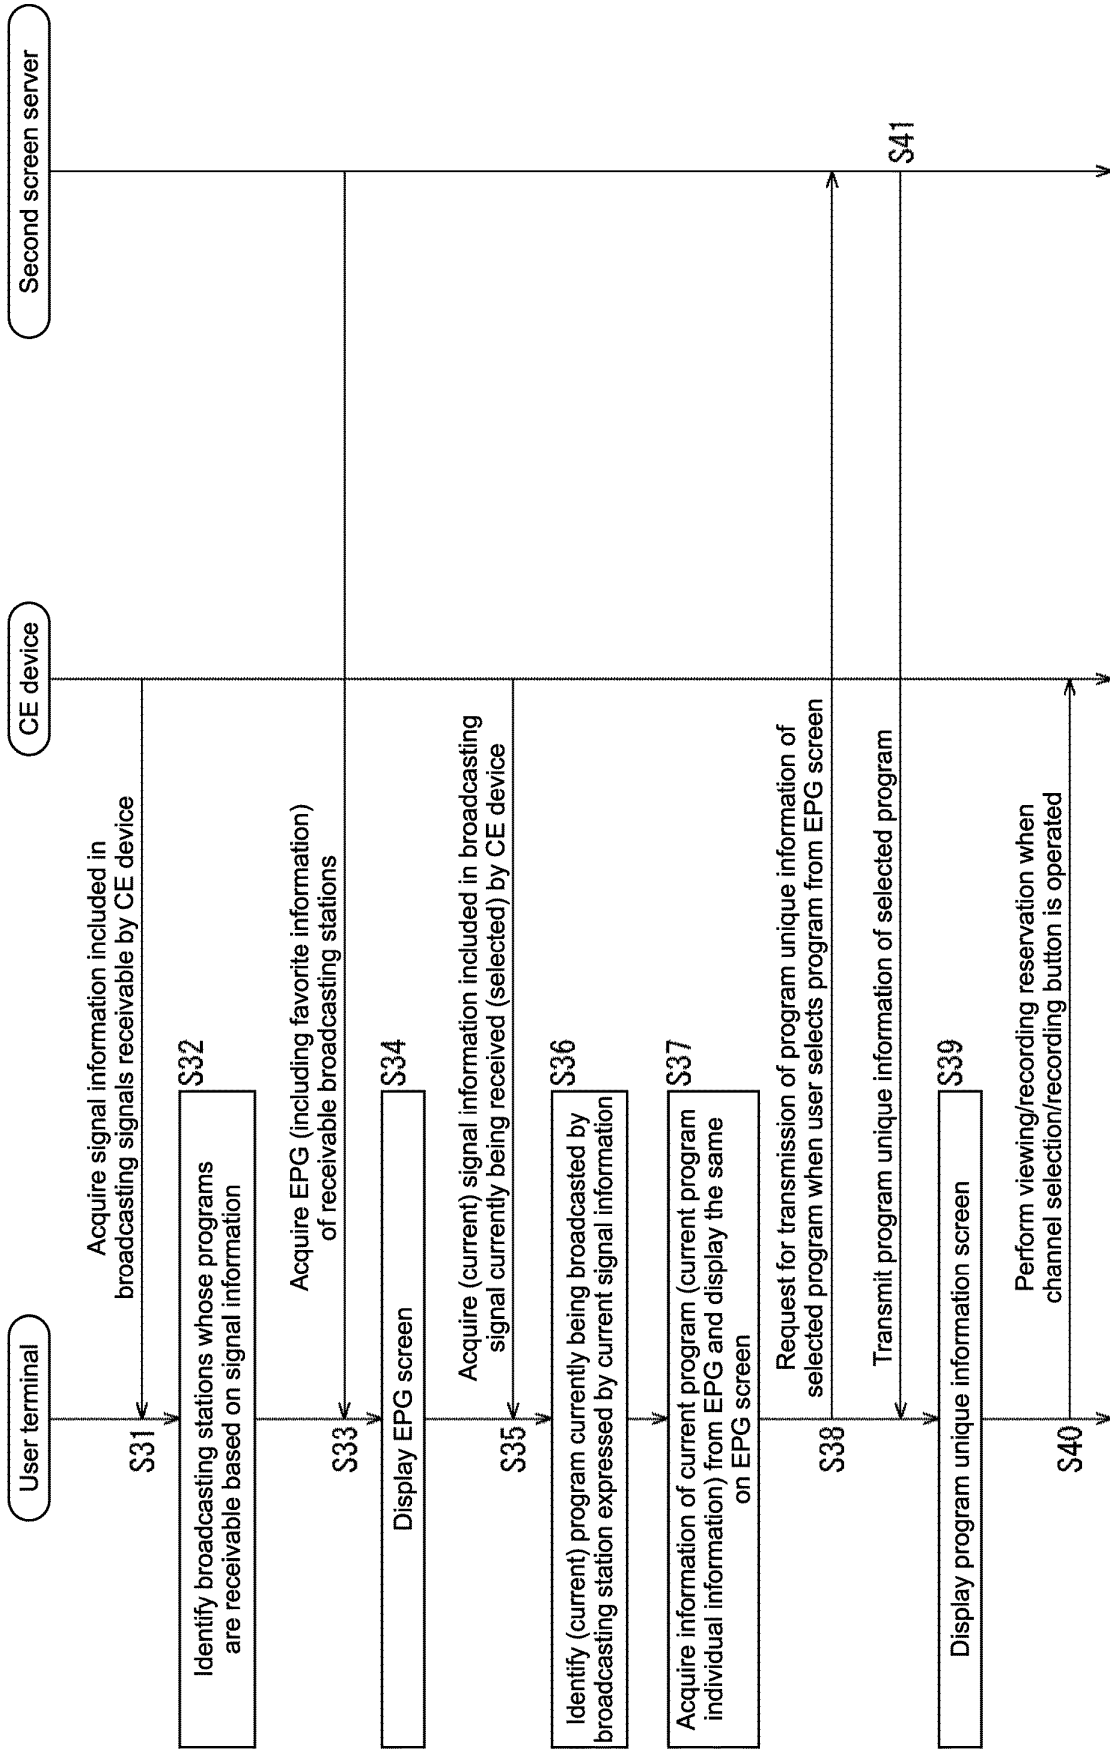 User terminal
CE device
Second screen server
Acquire signal information included in
broadcasting signals receivable by CE device
S31
Identify broadcasting stations whose programs
are receivable based on signal information
S32
Acquire EPG (including favorite information)
of receivable broadcasting stations
S33
Display EPG screen
S34
Acquire (current) signal information included in broadcasting
signal currently being received (selected) by CE device
S35
Identify (current) program currently being broadcasted by
broadcasting station expressed by current signal information
S36
Acquire information of current program (current program
individual information) from EPG and display the same
on EPG screen
S37
Request for transmission of program unique information of
selected program when user selects program from EPG screen
S38
Transmit program unique information of selected program
S41
Display program unique information screen
S39
Perform viewing/recording reservation when
channel selection/recording button is operated
S40